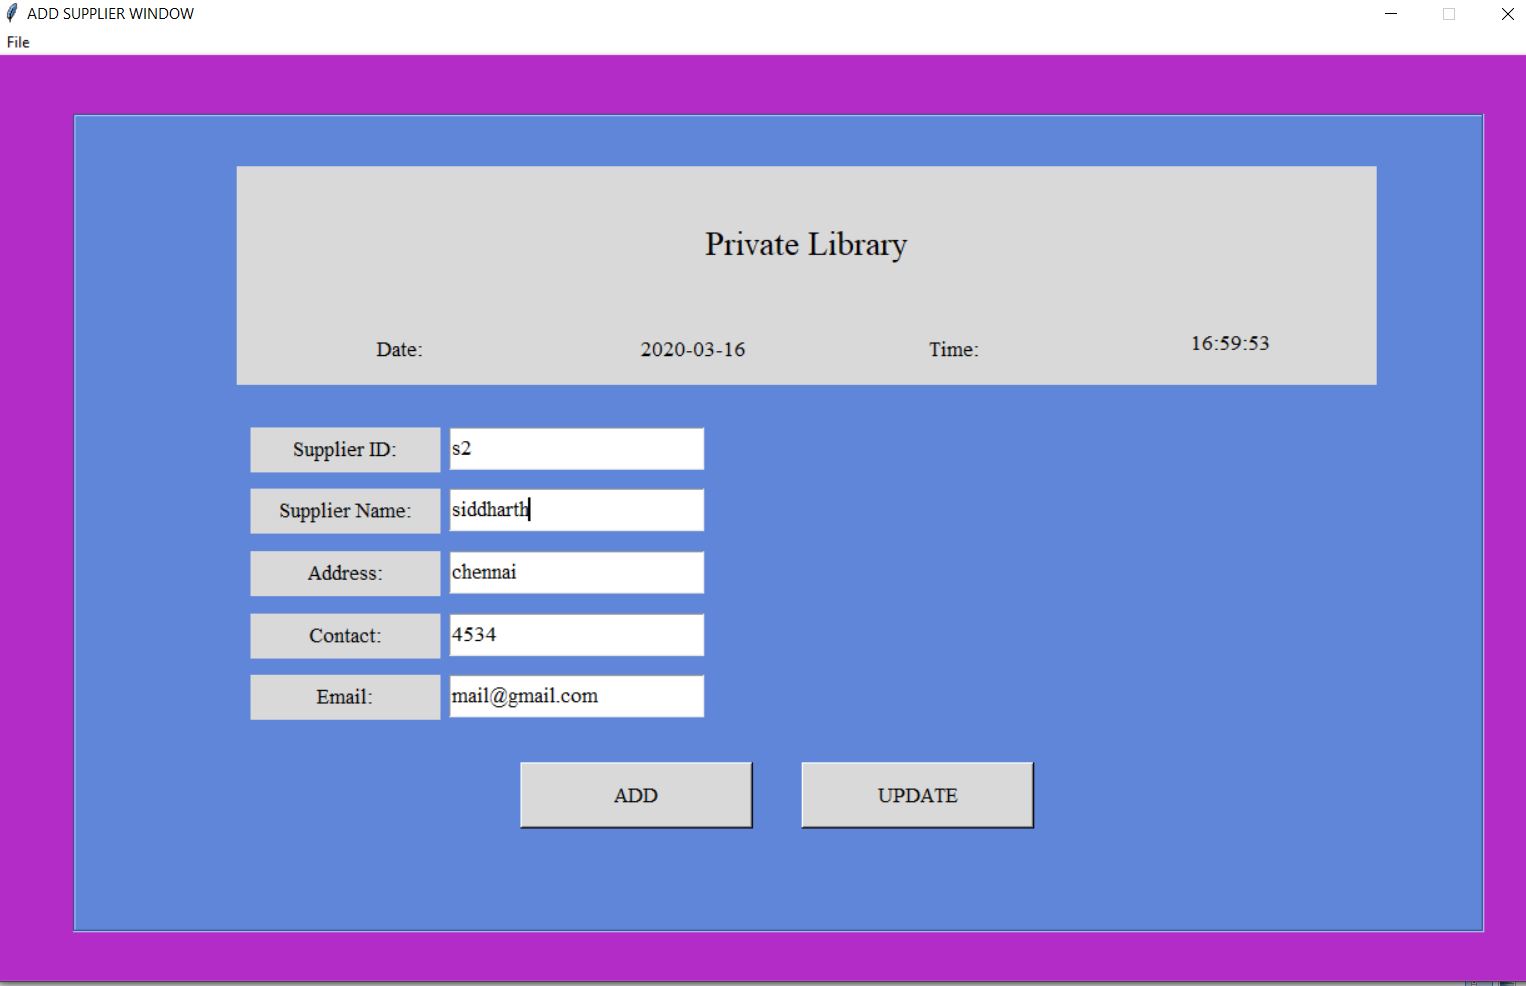 ADD SUPPLIER WINDOW
File
Private Library
Date: 2020-03-16 Time: 16:59:53
Supplier ID: s2
Supplier Name: siddharth
Address: chennai
Contact: 4534
Email: mail@gmail.com
ADD UPDATE